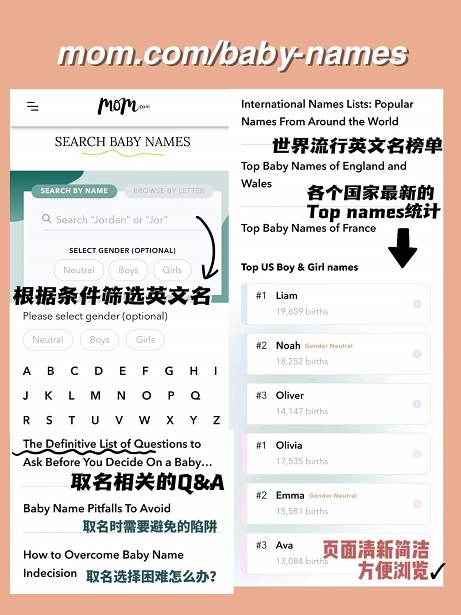 mom.com/baby-names
mom.com
SEARCH BABY NAMES
SEARCH BY NAME
BROWSE BY LETTER
Search "Jordan" or "Jor"
SELECT GENDER (OPTIONAL)
Neutral Boys Girls
根据条件筛选英文名
Please select gender (optional)
Neutral Boys Girls
A B C D E F G H I
J K L M N O P Q
R S T U V W X Y Z
The Definitive List of Questions to
Ask Before You Decide On a Baby...
取名相关的Q&A
Baby Name Pitfalls To Avoid
取名时需要避免的陷阱
How to Overcome Baby Name
Indecision
取名选择困难怎么办?
International Names Lists: Popular
Names From Around the World
世界流行英文名榜单
Top Baby Names of England and
Wales
各个国家最新的
Top names统计
Top Baby Names of France
Top US Boy & Girl names
#1 Liam
19,659 births
#2 Noah Gender Neutral
18,252 births
#3 Oliver
14,147 births
#1 Olivia
17,535 births
#2 Emma Gender Neutral
15,581 births
#3 Ava
13,084 births
页面清新简洁
方便浏览